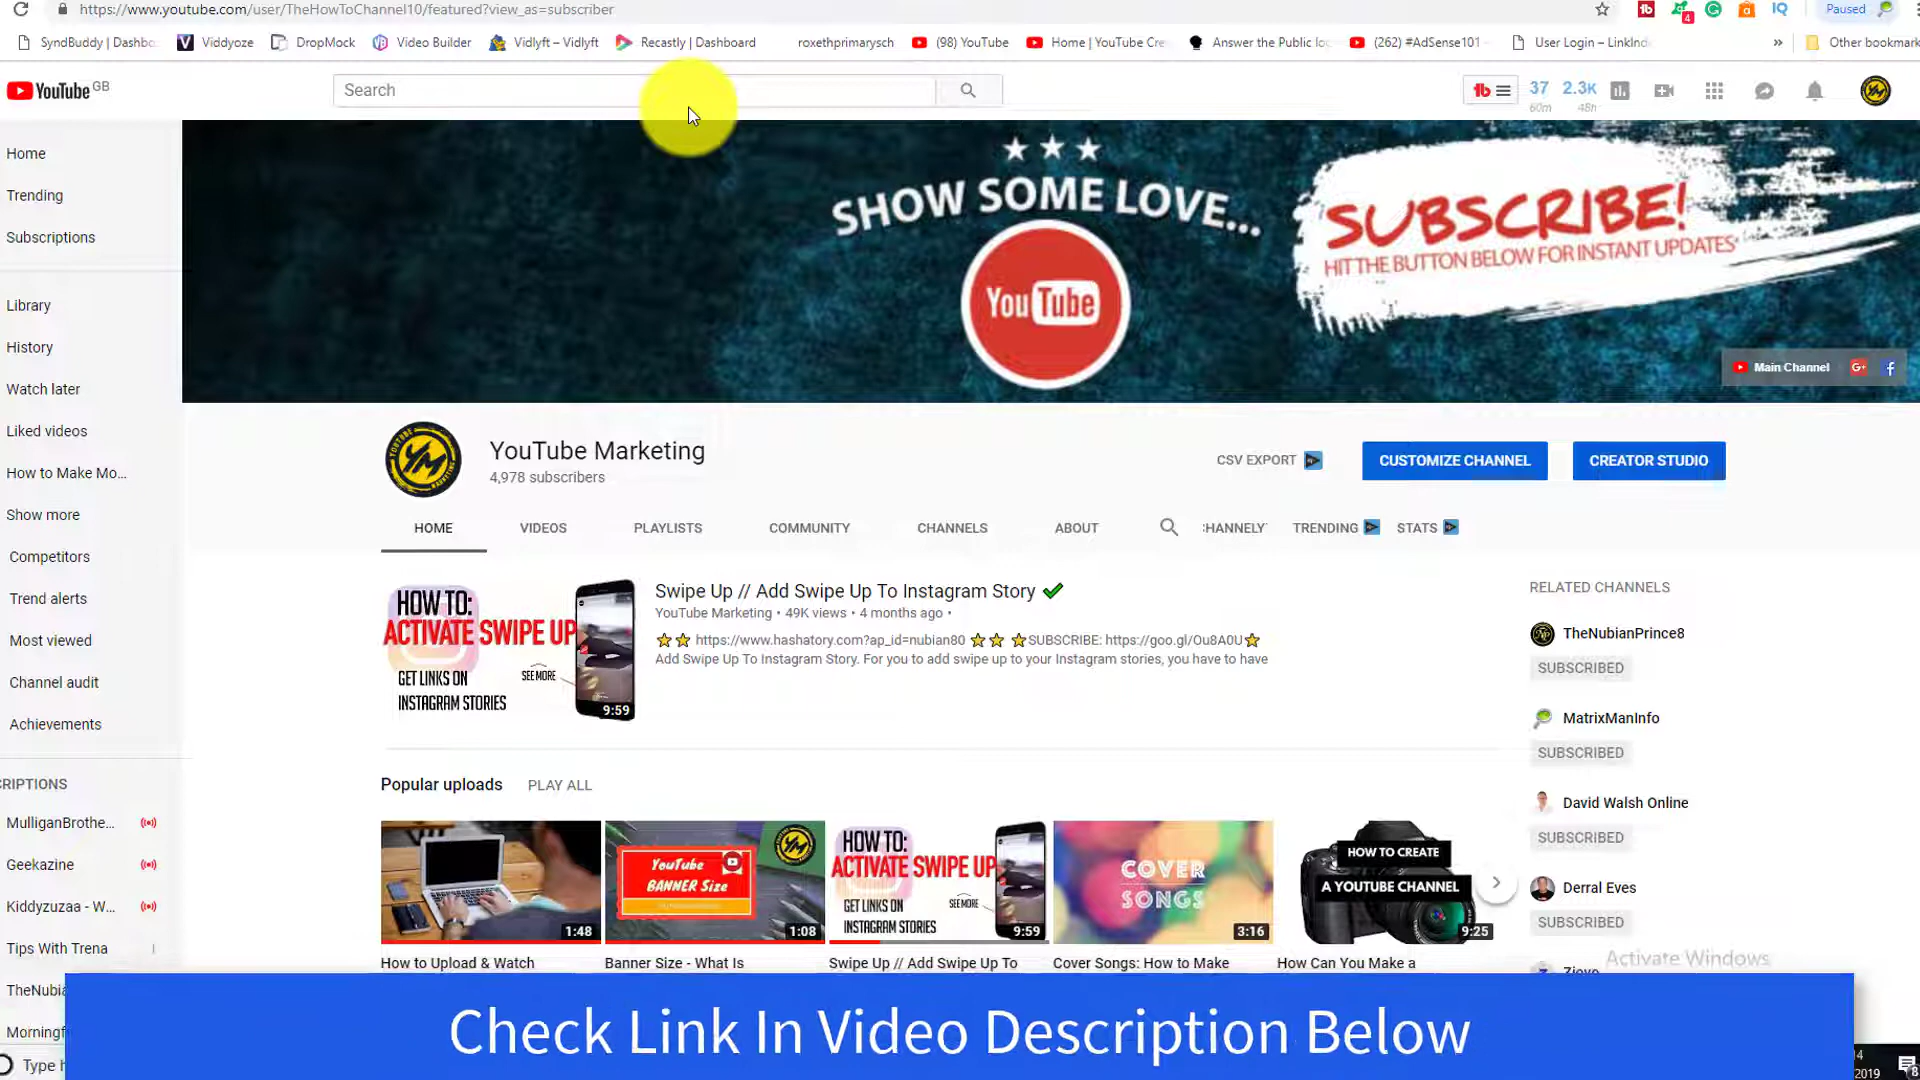 https://www.youtube.com/user/TheHowToChannel10/featured?view_as=subscriber
Paused
SyndBuddy | Dashbo
Viddyoze
DropMock
Video Builder
Vidlyft – Vidlyft
Recastly | Dashboard
roxethprimarysch
(98) YouTube
Home | YouTube Cre
Answer the Public loc
(262) #AdSense101 -
User Login – LinkInd
»
Other bookmark
YouTube GB
Search
37
60m
2.3K
48h
SHOW SOME LOVE...
SUBSCRIBE!
HIT THE BUTTON BELOW FOR INSTANT UPDATES
YouTube
Main Channel
Home
Trending
Subscriptions
Library
History
Watch later
Liked videos
How to Make Mo...
Show more
Competitors
Trend alerts
Most viewed
Channel audit
Achievements
CRIPTIONS
MulliganBrothe...
Geekazine
Kiddyzuzaa - W...
Tips With Trena
TheNubi
Morningf
YouTube Marketing
4,978 subscribers
CSV EXPORT
CUSTOMIZE CHANNEL
CREATOR STUDIO
HOME
VIDEOS
PLAYLISTS
COMMUNITY
CHANNELS
ABOUT
CHANNELY
TRENDING
STATS
HOW TO:
ACTIVATE SWIPE UP
GET LINKS ON
INSTAGRAM STORIES
SEE MORE
9:59
Swipe Up // Add Swipe Up To Instagram Story
YouTube Marketing • 49K views • 4 months ago •
https://www.hashatory.com?ap_id=nubian80 SUBSCRIBE: https://goo.gl/Ou8A0U
Add Swipe Up To Instagram Story. For you to add swipe up to your Instagram stories, you have to have
RELATED CHANNELS
TheNubianPrince8
SUBSCRIBED
MatrixManInfo
SUBSCRIBED
David Walsh Online
SUBSCRIBED
Derral Eves
SUBSCRIBED
Popular uploads
PLAY ALL
1:48
YouTube
BANNER Size
1:08
HOW TO:
ACTIVATE SWIPE UP
GET LINKS ON
INSTAGRAM STORIES
SEE MORE
9:59
COVER
SONGS
3:16
HOW TO CREATE
A YOUTUBE CHANNEL
9:25
How to Upload & Watch
Banner Size - What Is
Swipe Up // Add Swipe Up To
Cover Songs: How to Make
How Can You Make a
Activate Windows
Check Link In Video Description Below
Type h
2019